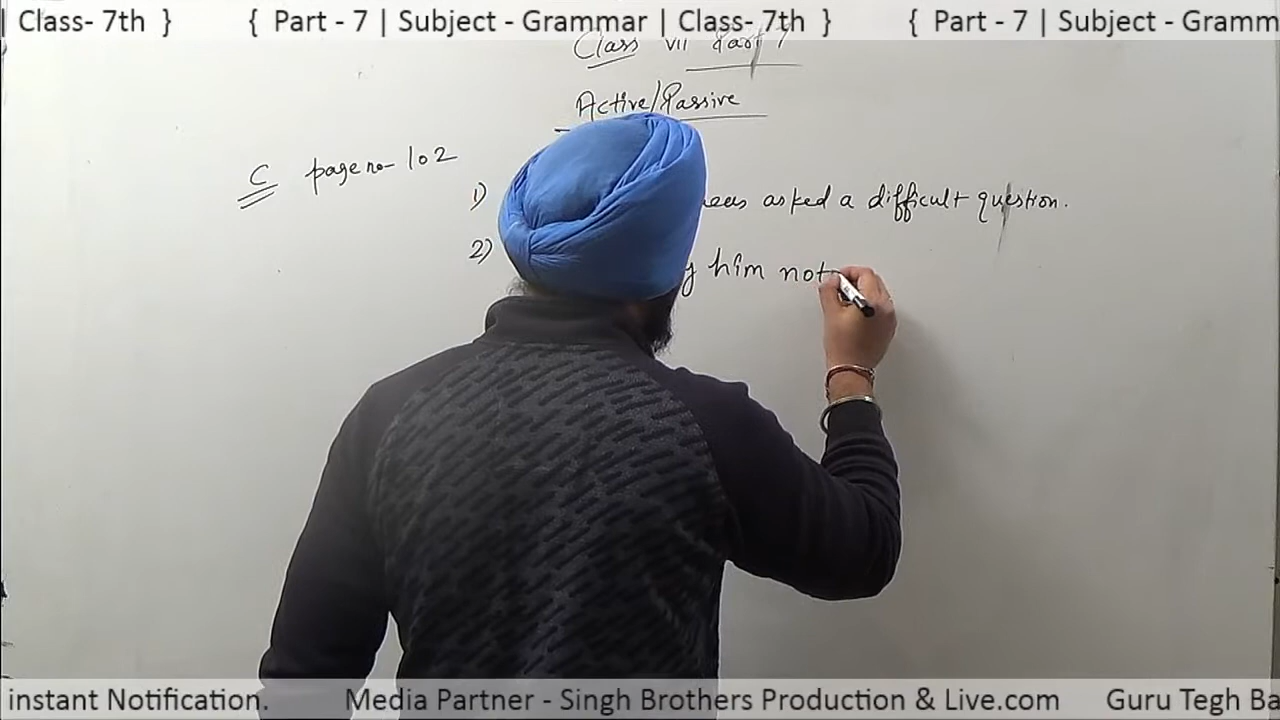 | Class- 7th } { Part - 7 | Subject - Grammar | Class- 7th } { Part - 7 | Subject - Gramm
Class VII Part 7
Active/Passive
C page no- 102
1) asked a difficult question.
2) him not
instant Notification. Media Partner - Singh Brothers Production & Live.com Guru Tegh Ba